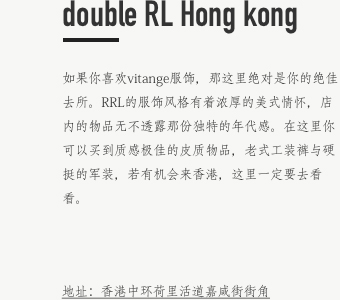 double RL Hong kong
如果你喜欢vitange服饰，那这里绝对是你的绝佳
去所。RRL的服饰风格有着浓厚的美式情怀，店
内的物品无不透露那份独特的年代感。在这里你
可以买到质感极佳的皮质物品，老式工装裤与硬
挺的军装，若有机会来香港，这里一定要去看
看。
地址：香港中环荷里活道嘉咸街街角